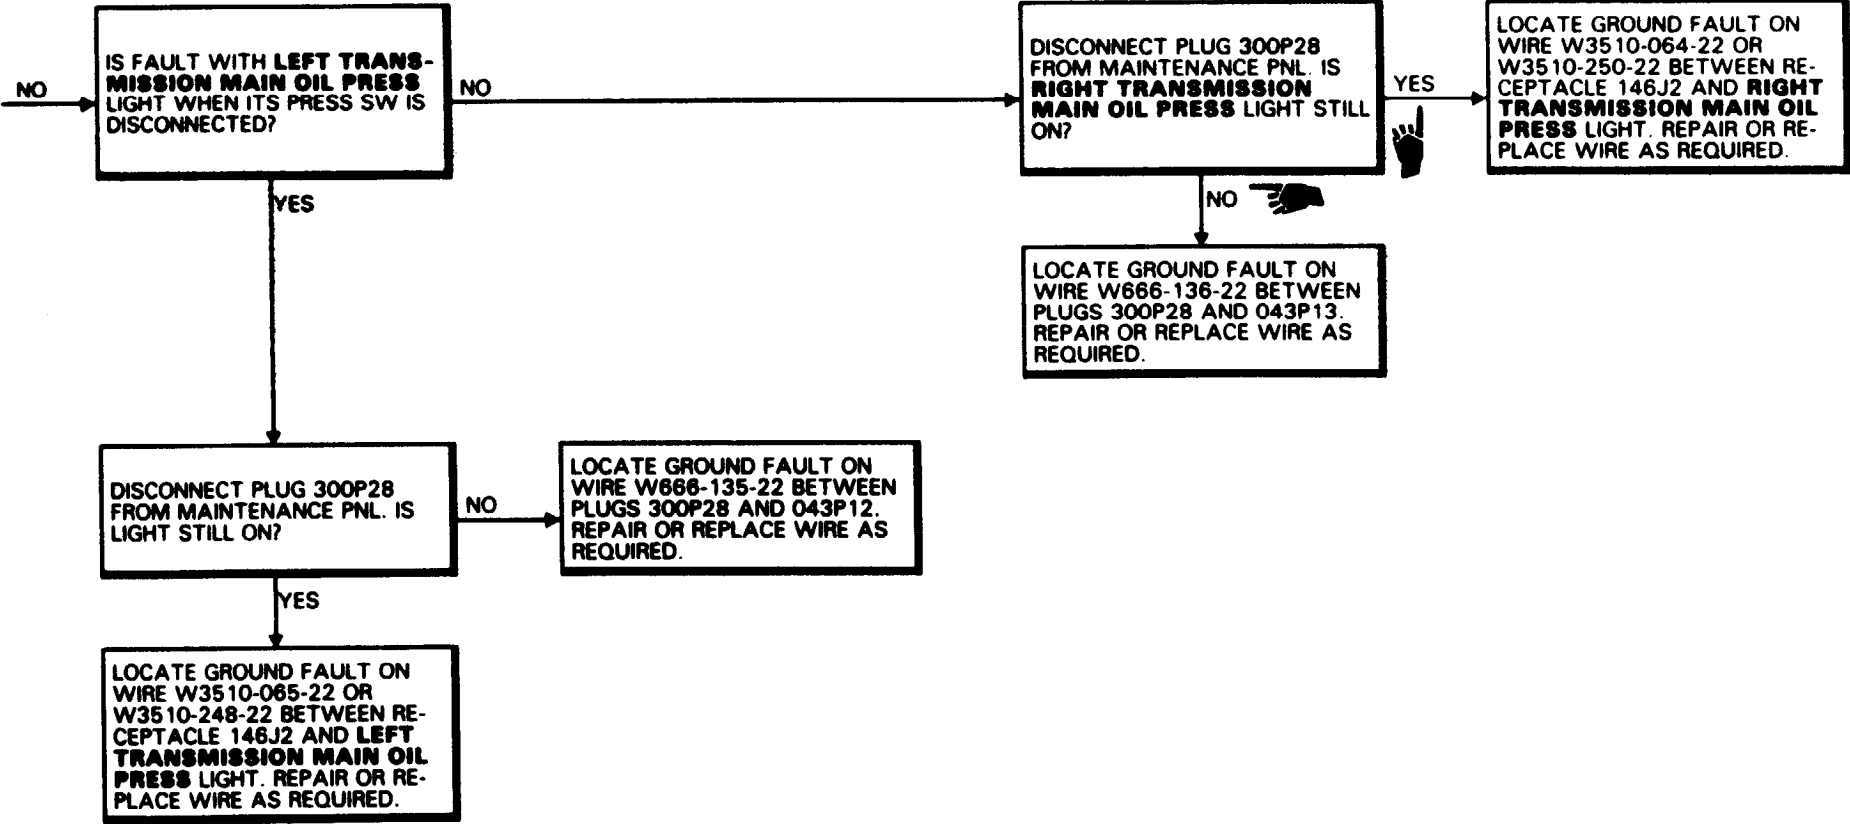 NO
IS FAULT WITH LEFT TRANS-
MISSION MAIN OIL PRESS
LIGHT WHEN ITS PRESS SW IS
DISCONNECTED?
NO
DISCONNECT PLUG 300P28
FROM MAINTENANCE PNL. IS
RIGHT TRANSMISSION
MAIN OIL PRESS LIGHT STILL
ON?
YES
LOCATE GROUND FAULT ON
WIRE W3510-064-22 OR
W3510-250-22 BETWEEN RE-
CEPTACLE 146J2 AND RIGHT
TRANSMISSION MAIN OIL
PRESS LIGHT. REPAIR OR RE-
PLACE WIRE AS REQUIRED.
YES
NO
LOCATE GROUND FAULT ON
WIRE W666-136-22 BETWEEN
PLUGS 300P28 AND 043P13.
REPAIR OR REPLACE WIRE AS
REQUIRED.
DISCONNECT PLUG 300P28
FROM MAINTENANCE PNL. IS
LIGHT STILL ON?
NO
LOCATE GROUND FAULT ON
WIRE W666-135-22 BETWEEN
PLUGS 300P28 AND 043P12.
REPAIR OR REPLACE WIRE AS
REQUIRED.
YES
LOCATE GROUND FAULT ON
WIRE W3510-065-22 OR
W3510-248-22 BETWEEN RE-
CEPTACLE 146J2 AND LEFT
TRANSMISSION MAIN OIL
PRESS LIGHT. REPAIR OR RE-
PLACE WIRE AS REQUIRED.